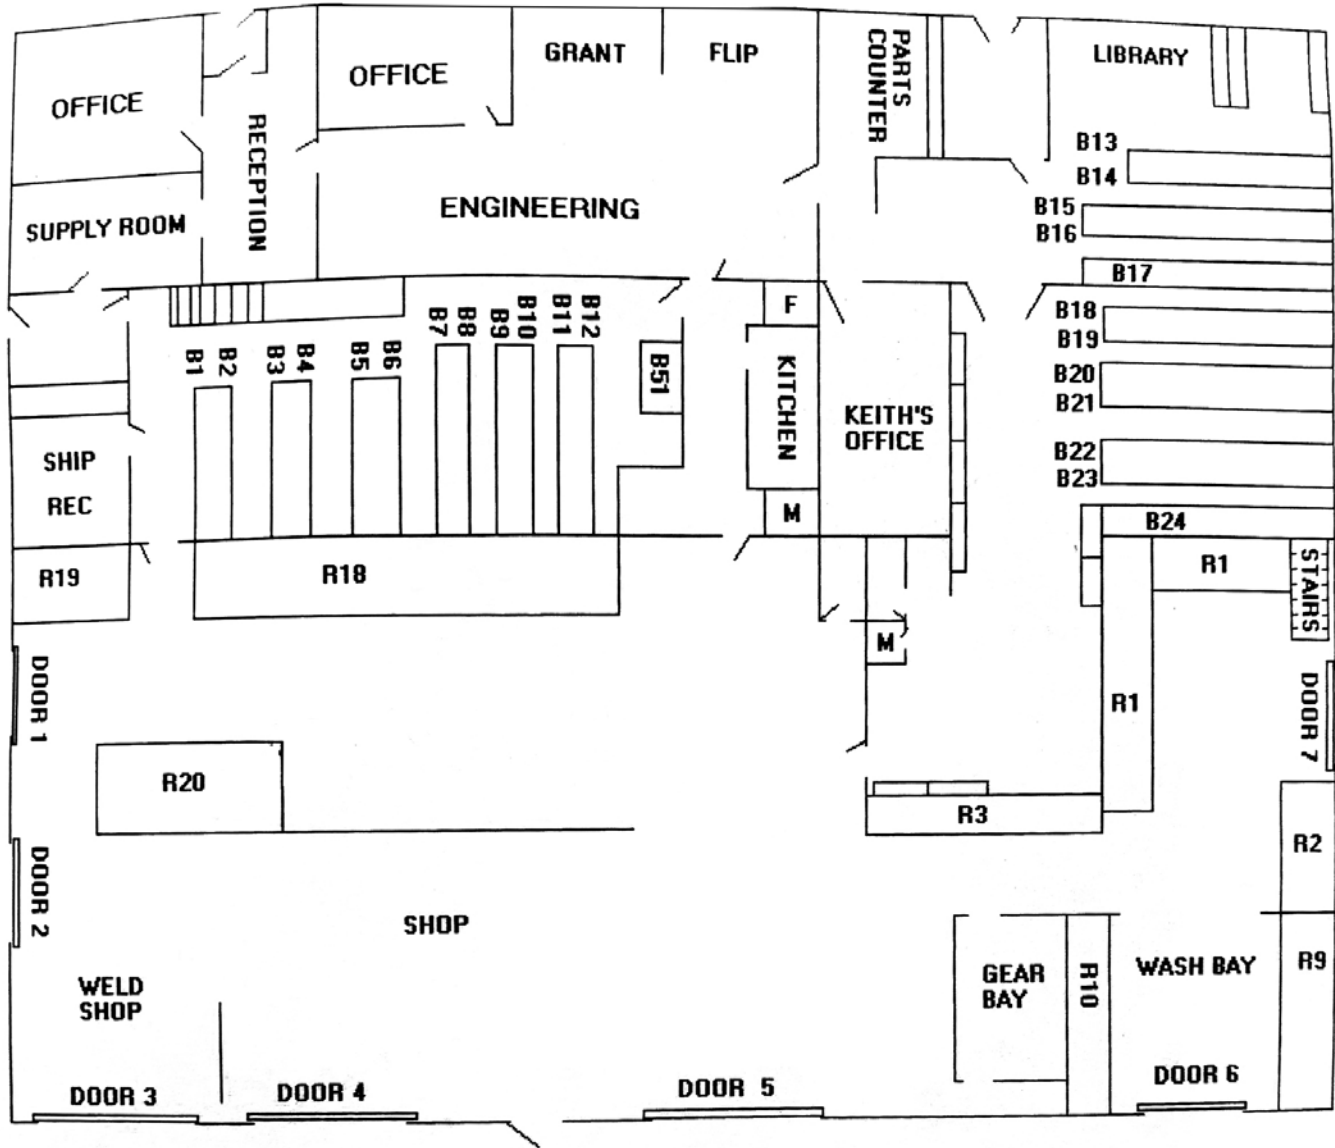 GRANT
FLIP
PARTS
COUNTER
LIBRARY
OFFICE
OFFICE
RECEPTION
B13
B14
ENGINEERING
SUPPLY ROOM
B15
B16
B17
F
B7
B8
B9
B10
B11
B12
B18
B19
B1
B2
B3
B4
B5
B6
B51
KITCHEN
KEITH'S
OFFICE
B20
B21
B22
B23
SHIP
REC
M
B24
R19
R18
R1
STAIRS
M
DOOR 1
R1
DOOR 7
R20
R3
R2
DOOR 2
SHOP
WELD
SHOP
GEAR
BAY
R10
WASH BAY
R9
DOOR 3
DOOR 4
DOOR 5
DOOR 6